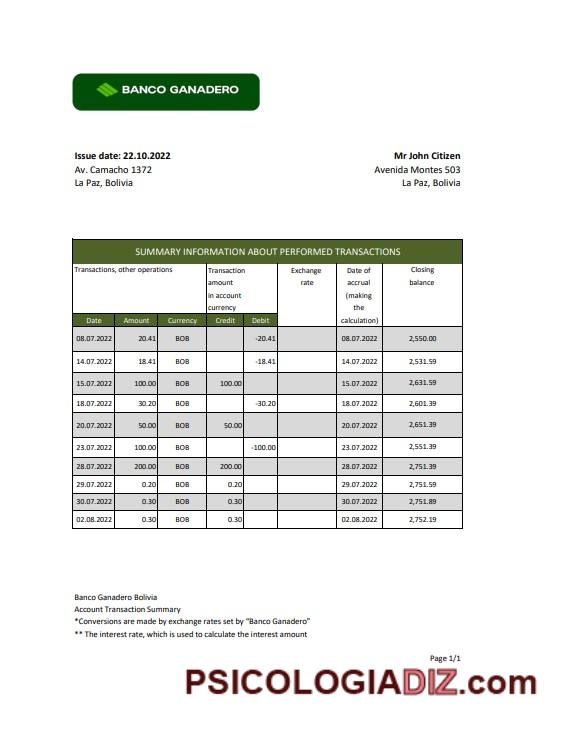 BANCO GANADERO
Issue date: 22.10.2022 Mr John Citizen
Av. Camacho 1372 Avenida Montes 503
La Paz, Bolivia La Paz, Bolivia
SUMMARY INFORMATION ABOUT PERFORMED TRANSACTIONS
Transactions, other operations Transaction amount in account currency Exchange rate Date of accrual (making the calculation) Closing balance
Date Amount Currency Credit Debit
08.07.2022 20.41 BOB -20.41 08.07.2022 2,550.00
14.07.2022 18.41 BOB -18.41 14.07.2022 2,531.59
15.07.2022 100.00 BOB 100.00 15.07.2022 2,631.59
18.07.2022 30.20 BOB -30.20 18.07.2022 2,601.39
20.07.2022 50.00 BOB 50.00 20.07.2022 2,651.39
23.07.2022 100.00 BOB -100.00 23.07.2022 2,551.39
28.07.2022 200.00 BOB 200.00 28.07.2022 2,751.39
29.07.2022 0.20 BOB 0.20 29.07.2022 2,751.59
30.07.2022 0.30 BOB 0.30 30.07.2022 2,751.89
02.08.2022 0.30 BOB 0.30 02.08.2022 2,752.19
Banco Ganadero Bolivia
Account Transaction Summary
*Conversions are made by exchange rates set by “Banco Ganadero”
** The interest rate, which is used to calculate the interest amount
Page 1/1
PSICOLOGIADIZ.com